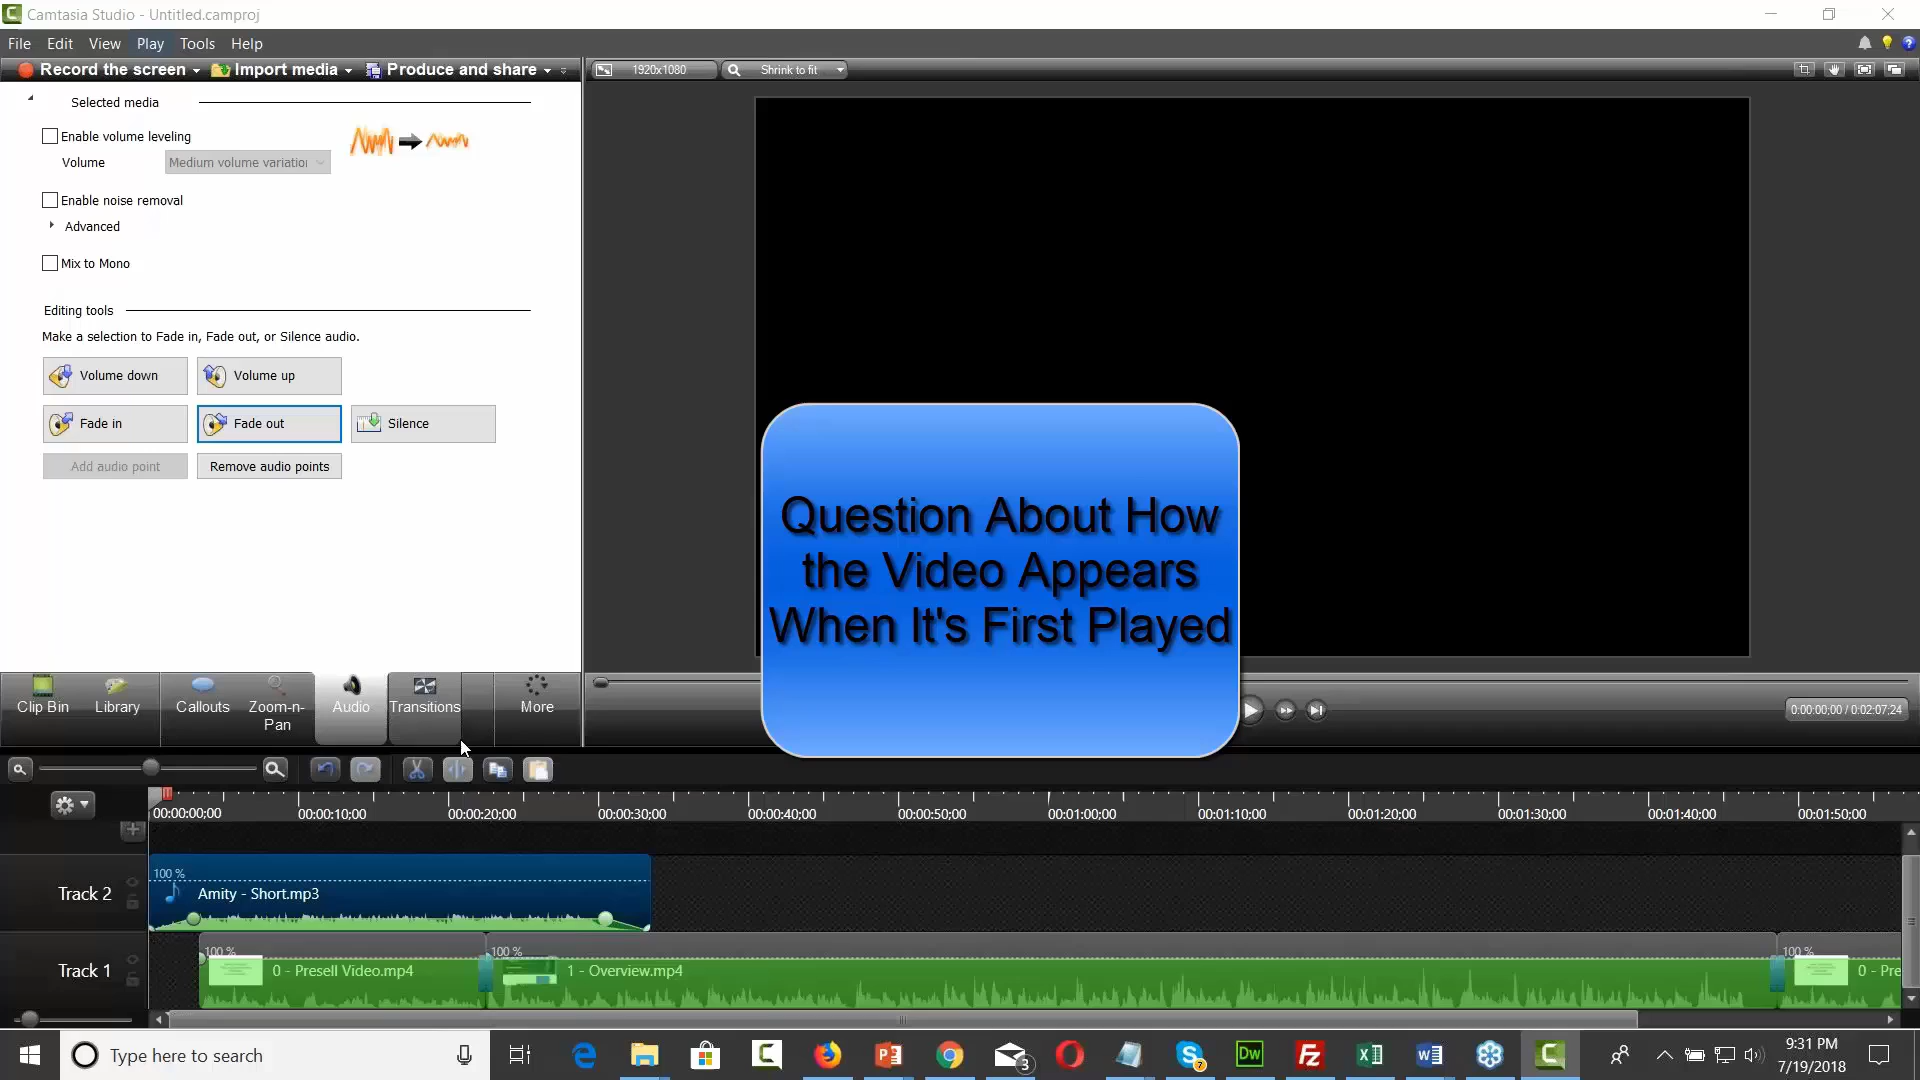 Camtasia Studio - Untitled.camproj
File Edit View Play Tools Help
Record the screen Import media Produce and share 1920x1080 Shrink to fit
Selected media
Enable volume leveling
Volume Medium volume variation
Enable noise removal
Advanced
Mix to Mono
Editing tools
Make a selection to Fade in, Fade out, or Silence audio.
Volume down Volume up
Fade in Fade out Silence
Add audio point Remove audio points
Question About How
the Video Appears
When It's First Played
Clip Bin Library Callouts Zoom-n-Pan Audio Transitions More
0:00:00;00 / 0:02:07;24
00:00:00;00 00:00:10;00 00:00:20;00 00:00:30;00 00:00:40;00 00:00:50;00 00:01:00;00 00:01:10;00 00:01:20;00 00:01:30;00 00:01:40;00 00:01:50;00
100 %
Track 2 Amity - Short.mp3
100 % 100 % 100 %
Track 1 0 - Presell Video.mp4 1 - Overview.mp4 0 - Pre
Type here to search 3 7 Dw
9:31 PM
7/19/2018